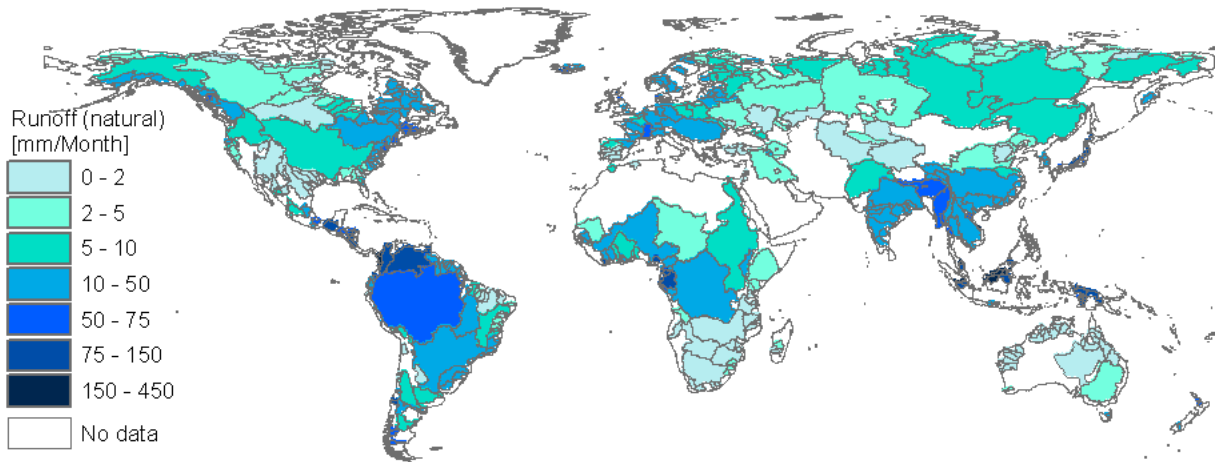 Runoff (natural)
[mm/Month]
0 - 2
2 - 5
5 - 10
10 - 50
50 - 75
75 - 150
150 - 450
No data